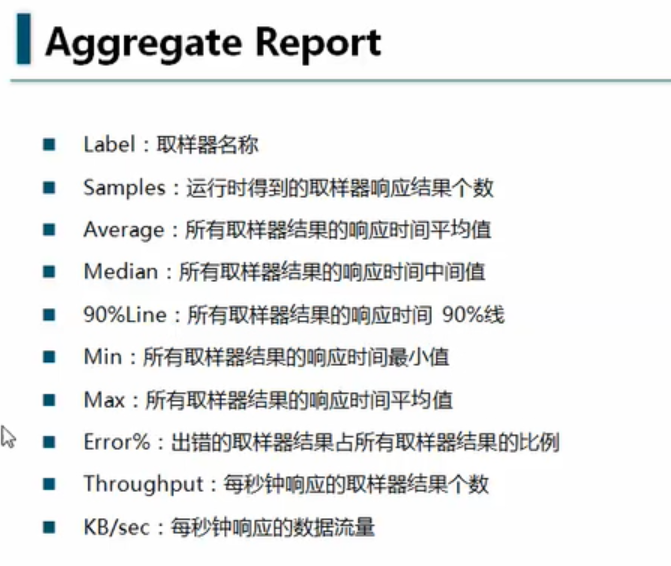 Aggregate Report
Label：取样器名称
Samples：运行时得到的取样器响应结果个数
Average：所有取样器结果的响应时间平均值
Median：所有取样器结果的响应时间中间值
90%Line：所有取样器结果的响应时间 90%线
Min：所有取样器结果的响应时间最小值
Max：所有取样器结果的响应时间平均值
Error%：出错的取样器结果占所有取样器结果的比例
Throughput：每秒钟响应的取样器结果个数
KB/sec：每秒钟响应的数据流量